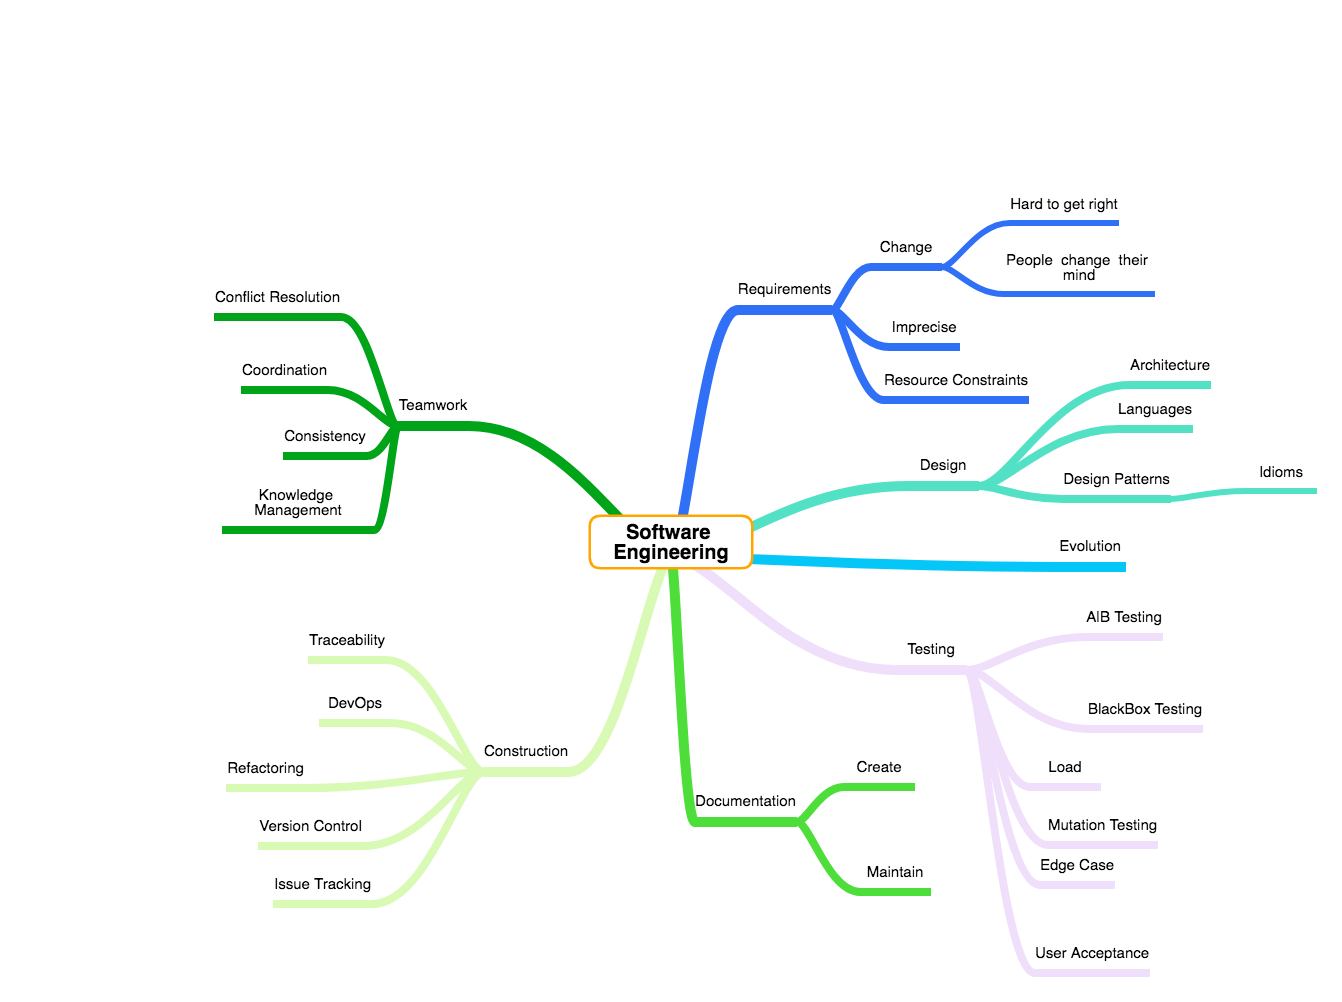 Software
Engineering
Requirements
Change
Hard to get right
People change their
mind
Imprecise
Resource Constraints
Design
Architecture
Languages
Design Patterns
Idioms
Evolution
Testing
A|B Testing
BlackBox Testing
Load
Mutation Testing
Edge Case
User Acceptance
Documentation
Create
Maintain
Construction
Traceability
DevOps
Refactoring
Version Control
Issue Tracking
Teamwork
Conflict Resolution
Coordination
Consistency
Knowledge
Management